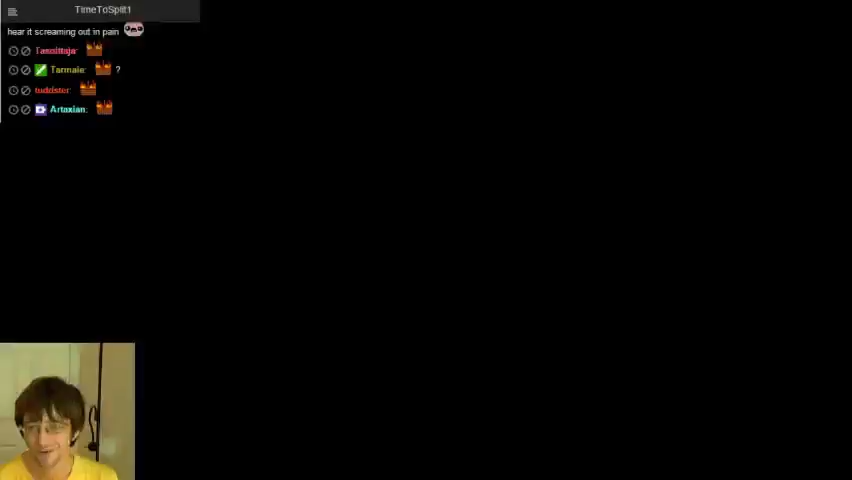 TimeToSplit1
hear it screaming out in pain
Tarmale: ?
tuddster:
Artaxian: